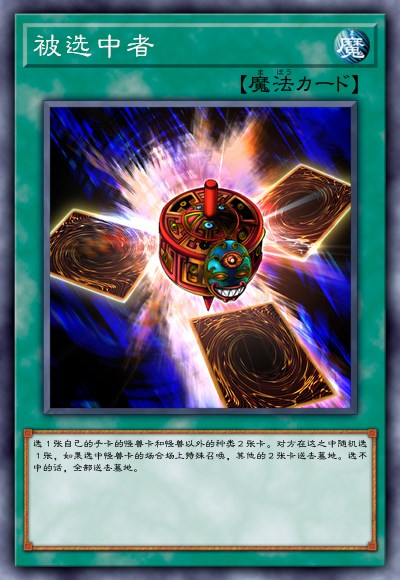 被选中者
魔
【魔法カード】
まほう
选１张自己的手卡的怪兽卡和怪兽以外的种类２张卡。对方在这之中随机选
１张，如果选中怪兽卡的场合场上特殊召唤，其他的２张卡送去墓地。选不
中的话，全部送去墓地。